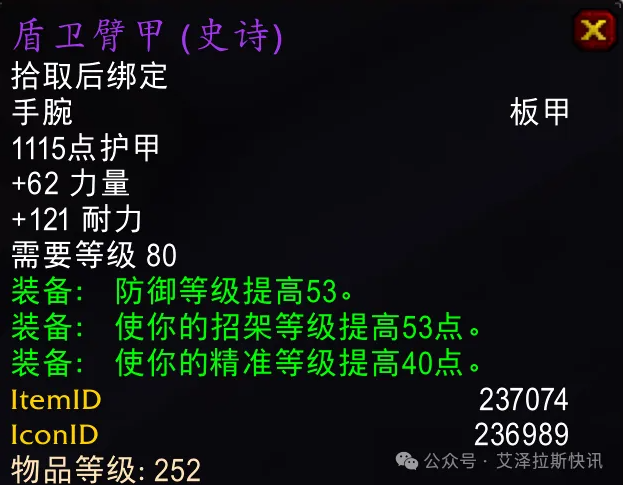 盾卫臂甲 (史诗)
拾取后绑定
手腕 板甲
1115点护甲
+62 力量
+121 耐力
需要等级 80
装备: 防御等级提高53。
装备: 使你的招架等级提高53点。
装备: 使你的精准等级提高40点。
ItemID 237074
IconID 236989
物品等级: 252
公众号 · 艾泽拉斯快讯